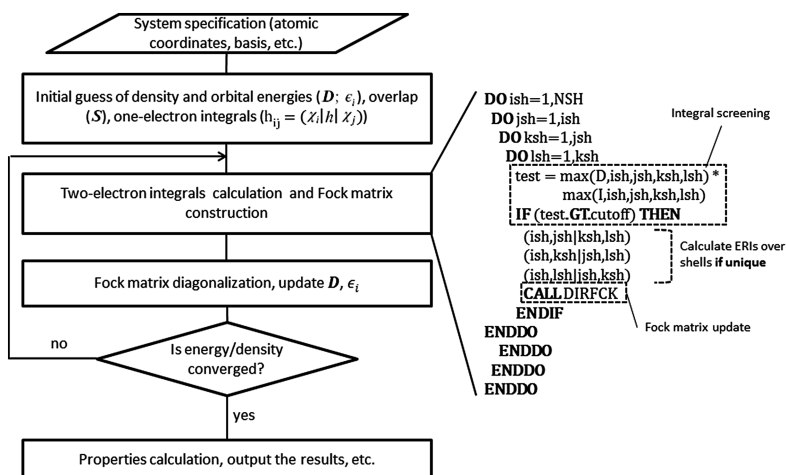 System specification (atomic
coordinates, basis, etc.)
Initial guess of density and orbital energies (D; ϵᵢ), overlap
(S), one-electron integrals (hᵢⱼ = (χᵢ|h| χⱼ))
Two-electron integrals calculation and Fock matrix
construction
Fock matrix diagonalization, update D, ϵᵢ
no
Is energy/density
converged?
yes
Properties calculation, output the results, etc.
DO ish=1,NSH
DO jsh=1,ish
DO ksh=1,jsh
DO lsh=1,ksh
test = max(D,ish,jsh,ksh,lsh) *
max(I,ish,jsh,ksh,lsh)
IF (test.GT.cutoff) THEN
(ish,jsh|ksh,lsh)
(ish,ksh|jsh,lsh)
(ish,lsh|jsh,ksh)
CALL DIRFCK
ENDIF
ENDDO
ENDDO
ENDDO
ENDDO
Integral screening
Calculate ERIs over
shells if unique
Fock matrix update